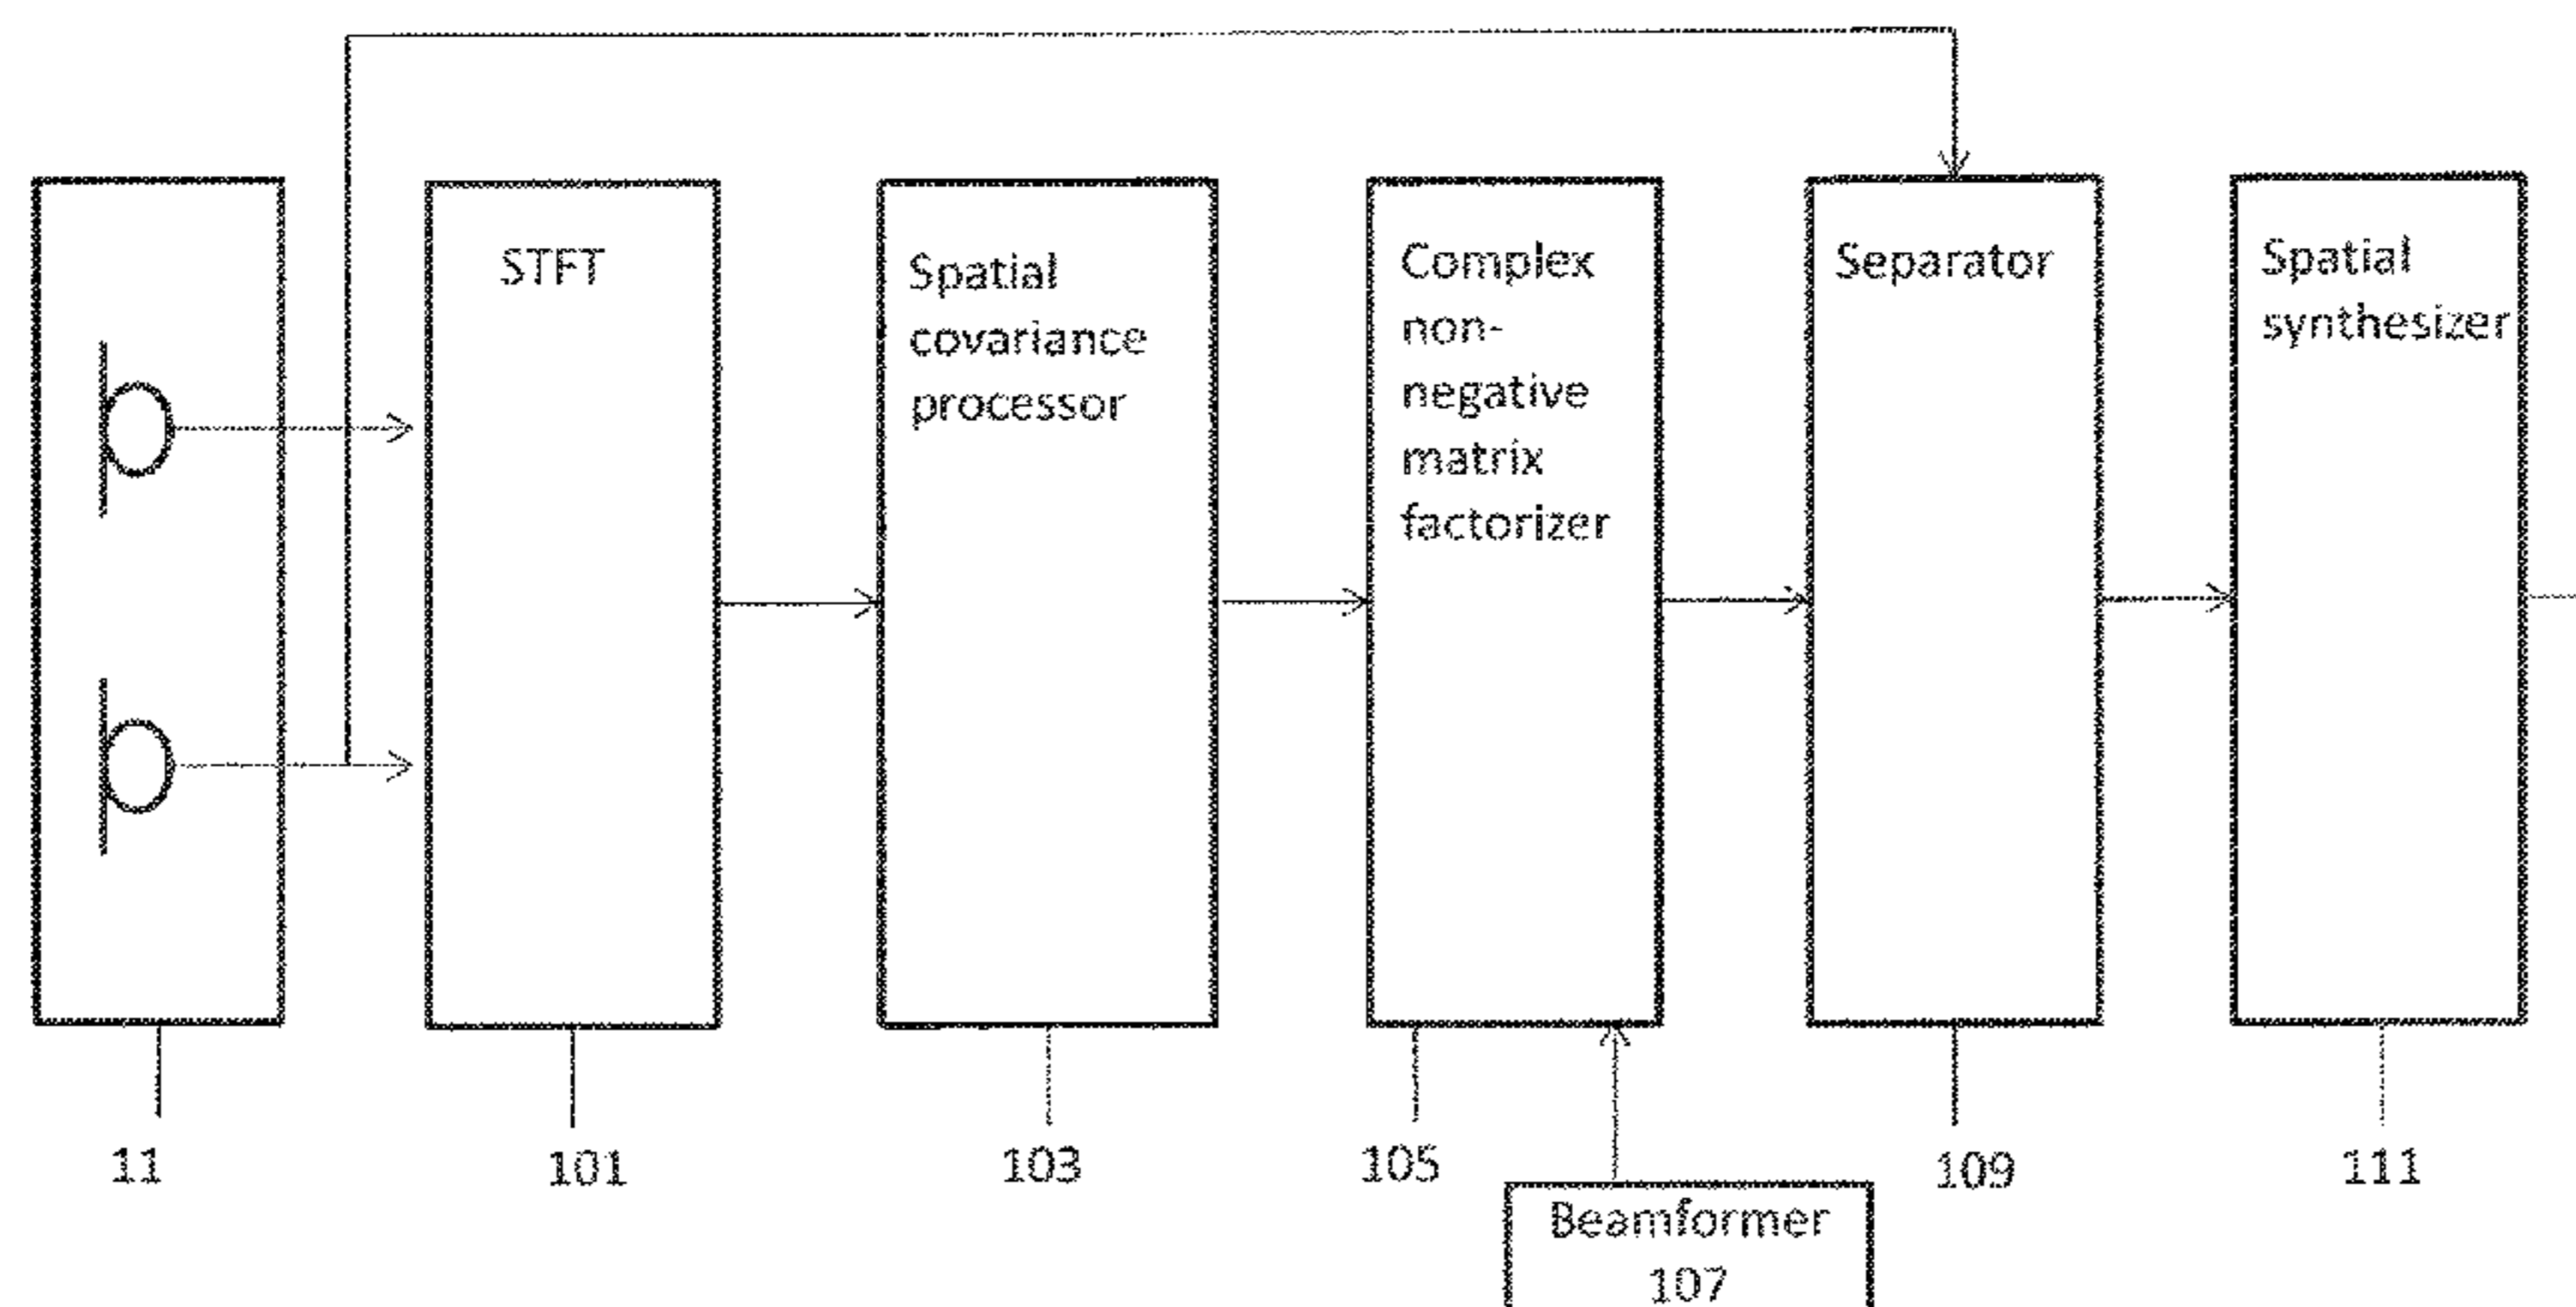 STFT
Spatial
covariance
processor
Complex
non-
negative
matrix
factorizer
Separator
Spatial
synthesizer
11
101
103
105
109
111
Beamformer
107